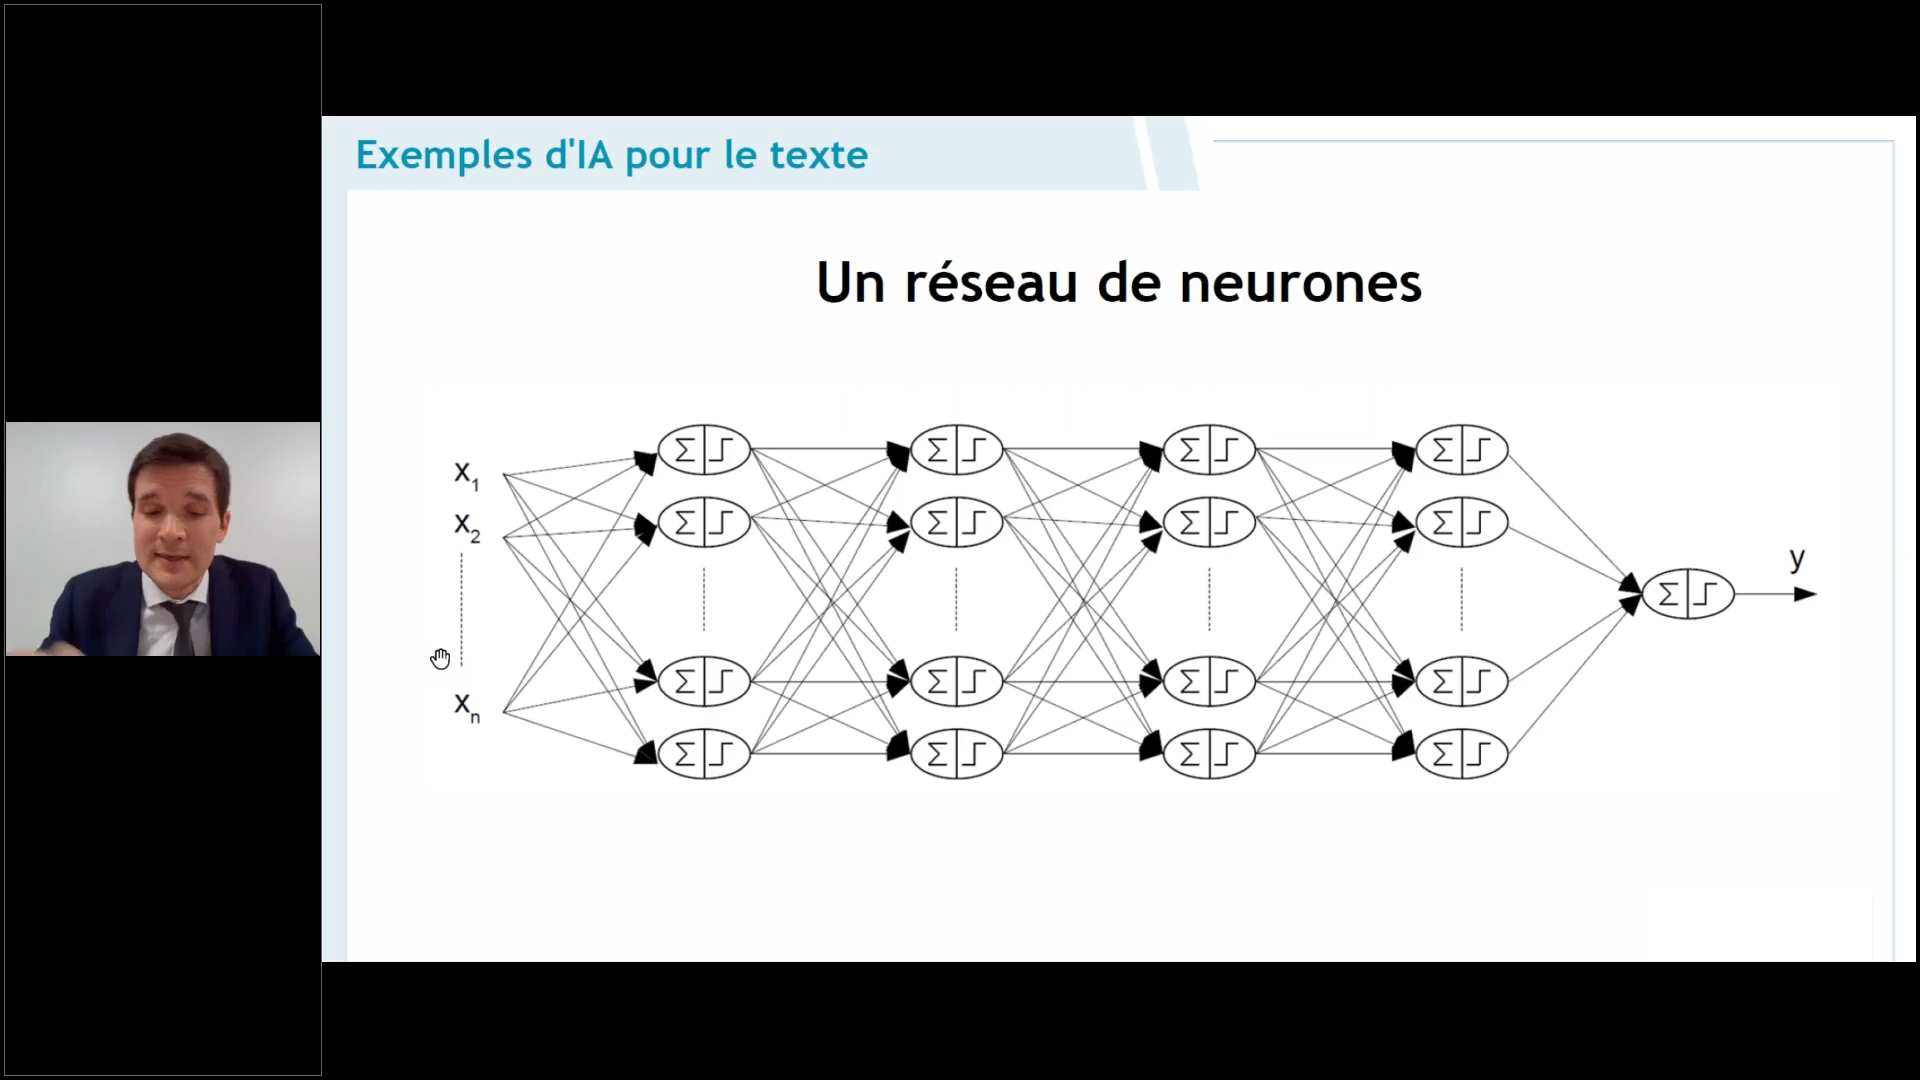 Exemples d'IA pour le texte
Un réseau de neurones
x1
x2
xn
Σ Σ Σ Σ
Σ Σ Σ Σ
Σ
Σ Σ Σ Σ
Σ Σ Σ Σ
y